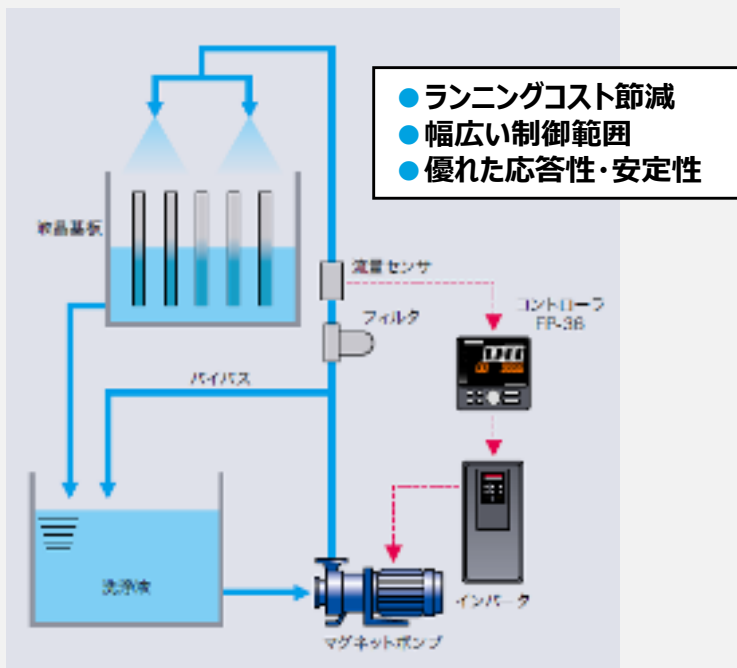 ●ランニングコスト節減
●幅広い制御範囲
●優れた応答性・安定性
液晶基板
流量センサ
フィルタ
コントローラ
バイパス
洗浄液
インバータ
マグネットポンプ